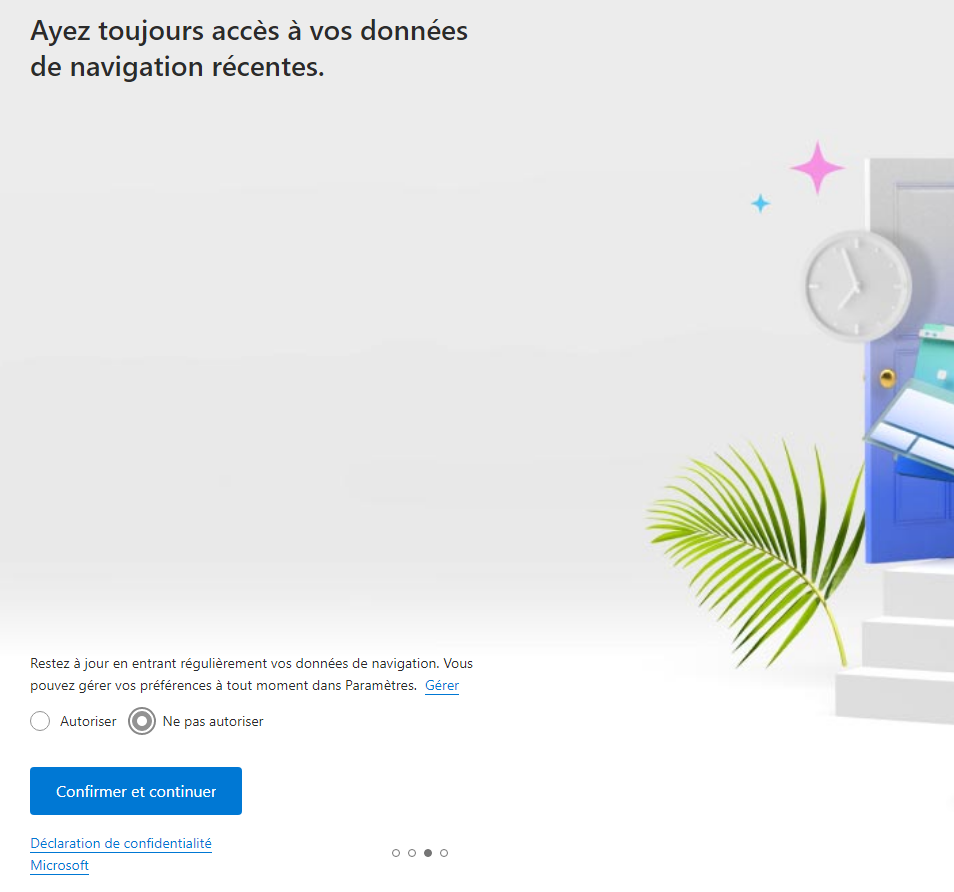 Ayez toujours accès à vos données
de navigation récentes.
Restez à jour en entrant régulièrement vos données de navigation. Vous
pouvez gérer vos préférences à tout moment dans Paramètres. Gérer
Autoriser Ne pas autoriser
Confirmer et continuer
Déclaration de confidentialité
Microsoft